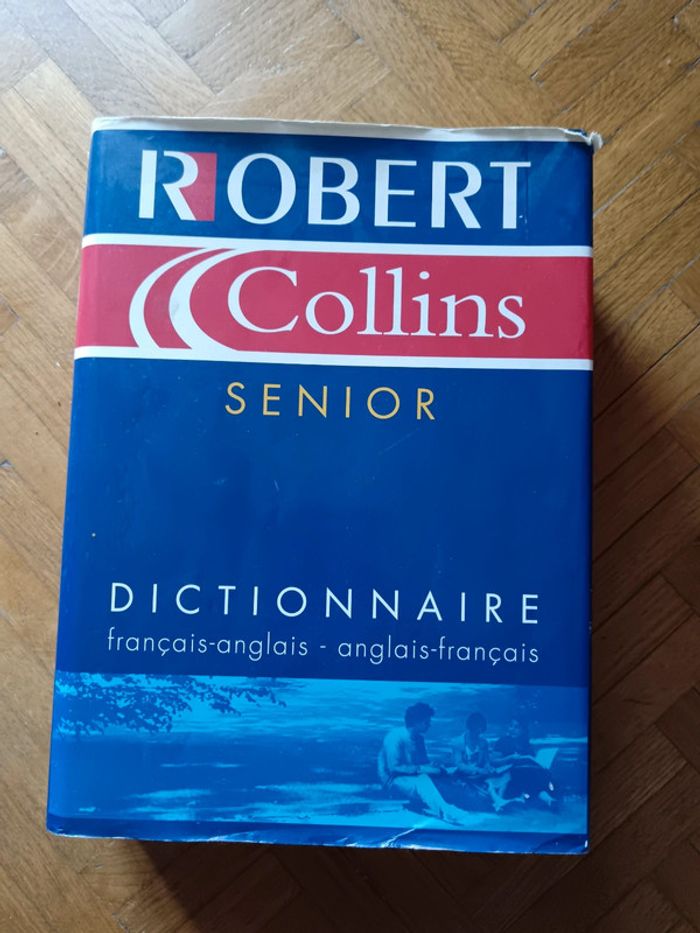 ROBERT
Collins
SENIOR
DICTIONNAIRE
français-anglais - anglais-français